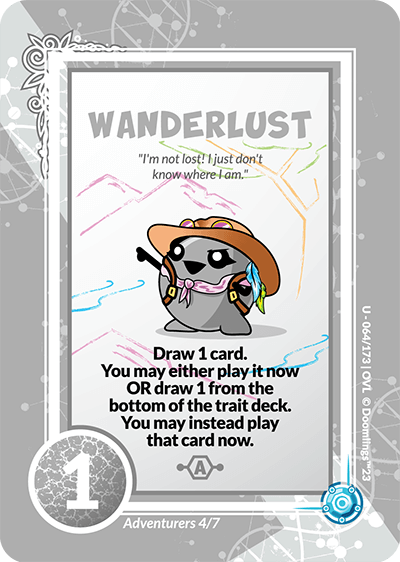 WANDERLUST
"I'm not lost! I just don't
know where I am."
Draw 1 card.
You may either play it now
OR draw 1 from the
bottom of the trait deck.
You may instead play
that card now.
A
1
Adventurers 4/7
U - 064/173 | OVL © Doomlings™ 23